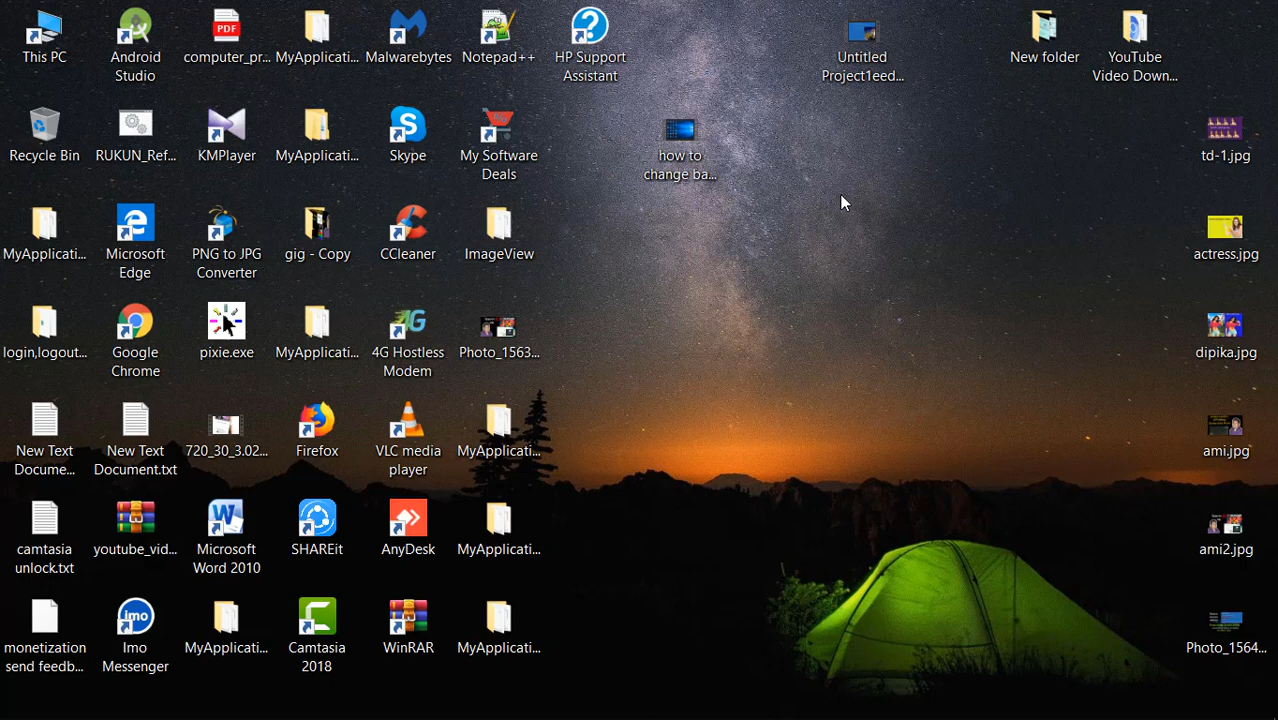 This PC
Android
Studio
computer_pr...
MyApplicati...
Malwarebytes
Notepad++
HP Support
Assistant
Untitled
Project1eed...
New folder
YouTube
Video Down...
Recycle Bin
RUKUN_Ref...
KMPlayer
MyApplicati...
Skype
My Software
Deals
how to
change ba...
td-1.jpg
MyApplicati...
Microsoft
Edge
PNG to JPG
Converter
gig - Copy
CCleaner
ImageView
actress.jpg
login,logout...
Google
Chrome
pixie.exe
MyApplicati...
4G Hostless
Modem
Photo_1563...
dipika.jpg
New Text
Docume...
New Text
Document.txt
720_30_3.02...
Firefox
VLC media
player
MyApplicati...
ami.jpg
camtasia
unlock.txt
youtube_vid...
Microsoft
Word 2010
SHAREit
AnyDesk
MyApplicati...
ami2.jpg
monetization
send feedb...
Imo
Messenger
MyApplicati...
Camtasia
2018
WinRAR
MyApplicati...
Photo_1564...
PDF
4G
imo